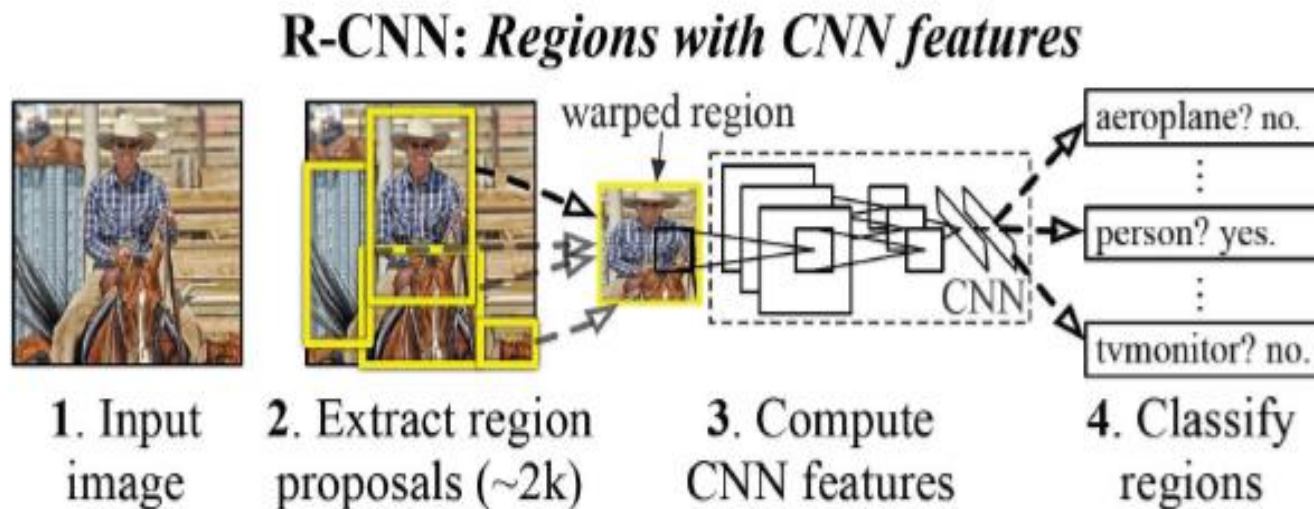 R-CNN: Regions with CNN features
warped region
aeroplane? no.
person? yes.
CNN
tvmonitor? no.
1. Input
image
2. Extract region
proposals (~2k)
3. Compute
CNN features
4. Classify
regions